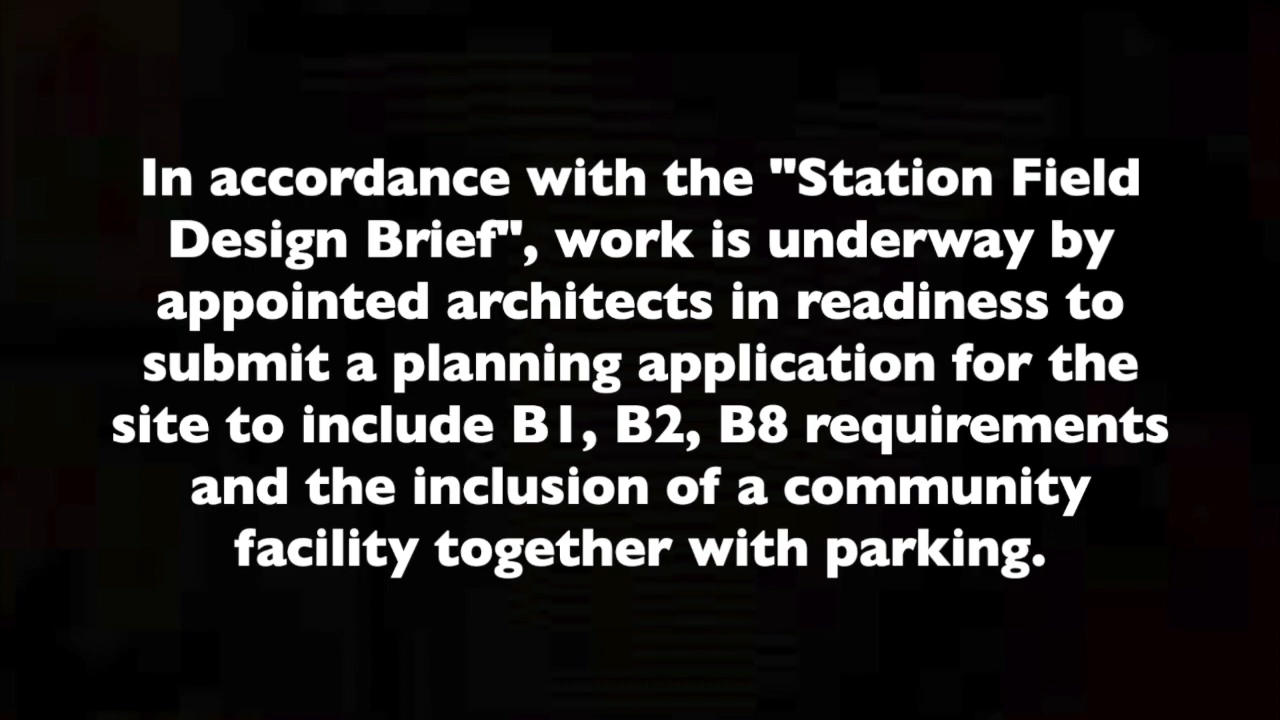 In accordance with the "Station Field
Design Brief", work is underway by
appointed architects in readiness to
submit a planning application for the
site to include B1, B2, B8 requirements
and the inclusion of a community
facility together with parking.